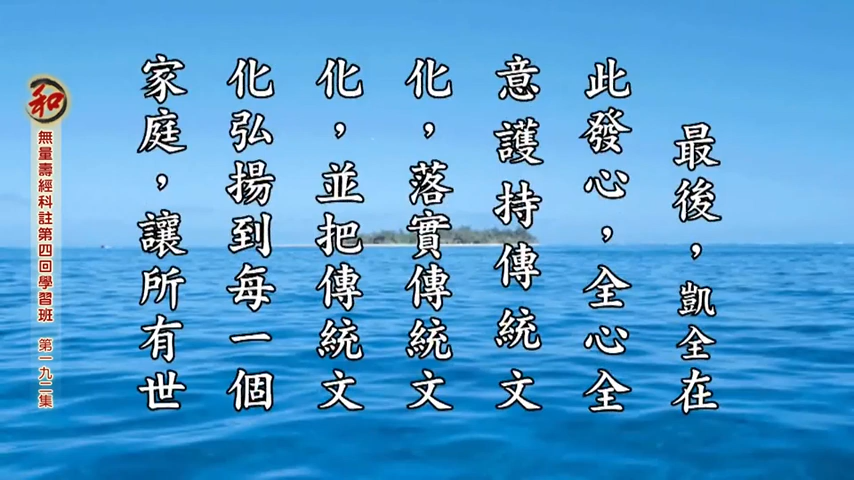 最後，凱全在
此發心，全心全
意護持傳統文
化，落實傳統文
化，並把傳統文
化弘揚到每一個
家庭，讓所有世
和
無量壽經科註第四回學習班 第一九二集